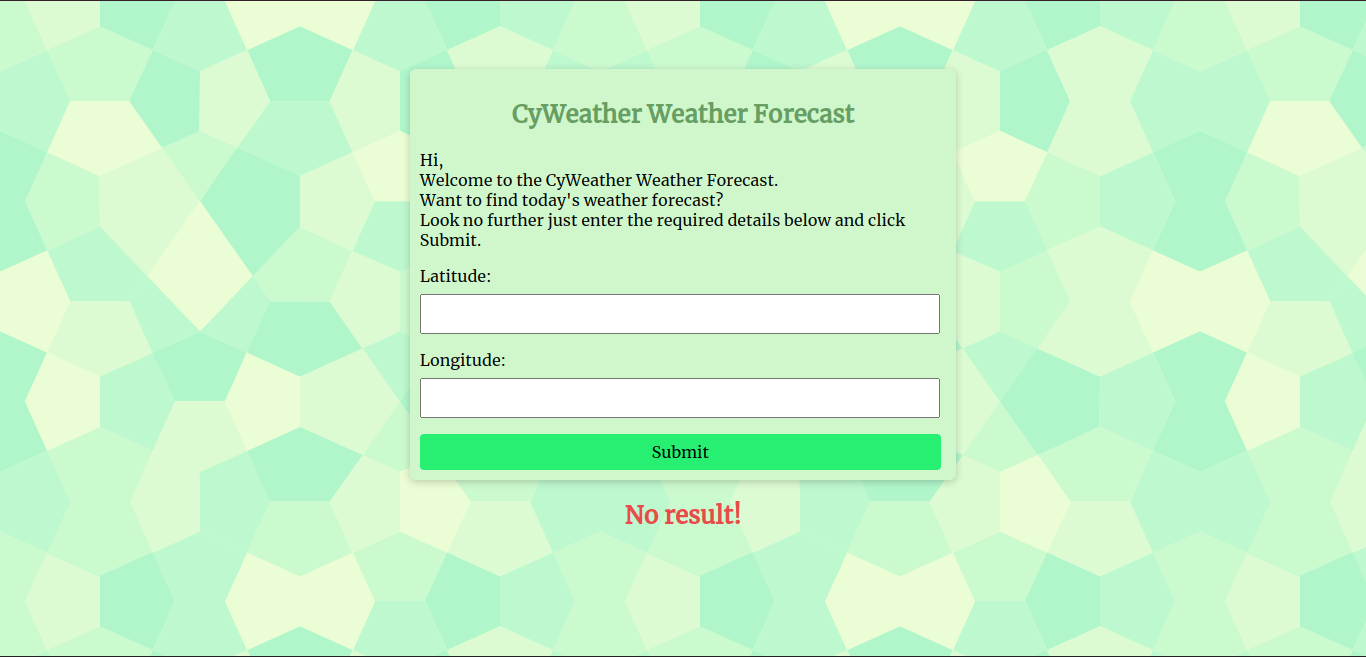 CyWeather Weather Forecast
Hi,
Welcome to the CyWeather Weather Forecast.
Want to find today's weather forecast?
Look no further just enter the required details below and click
Submit.
Latitude:
Longitude:
Submit
No result!